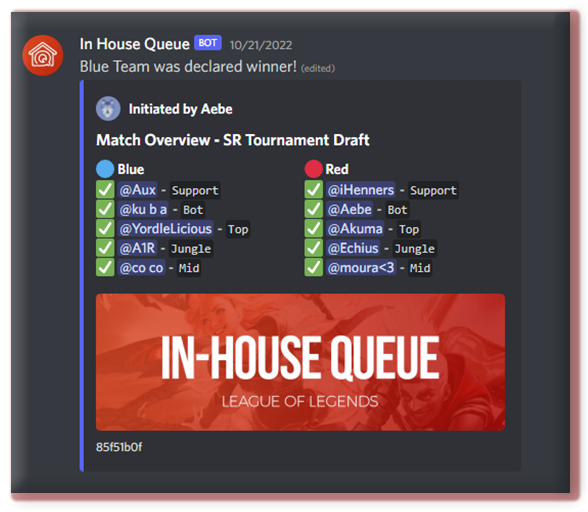 In House Queue BOT 10/21/2022
Blue Team was declared winner! (edited)
Initiated by Aebe
Match Overview - SR Tournament Draft
Blue
@Aux - Support
@ku b a - Bot
@YordleLicious - Top
@A1R - Jungle
@co co - Mid
Red
@iHenners - Support
@Aebe - Bot
@Akuma - Top
@Echius - Jungle
@moura<3 - Mid
IN-HOUSE QUEUE
LEAGUE OF LEGENDS
85f51b0f